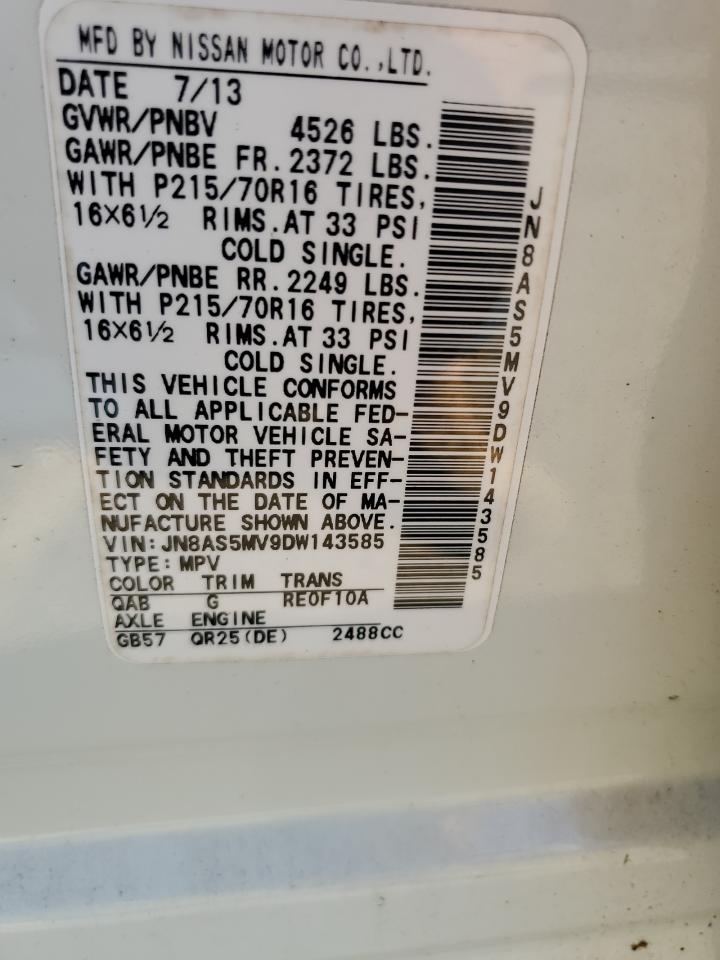 MFD BY NISSAN MOTOR CO.,LTD.
DATE 7/13
GVWR/PNBV 4526 LBS.
GAWR/PNBE FR. 2372 LBS.
WITH P215/70R16 TIRES,
16X6½ RIMS.AT 33 PSI
COLD SINGLE.
GAWR/PNBE RR. 2249 LBS.
WITH P215/70R16 TIRES,
16X6½ RIMS.AT 33 PSI
COLD SINGLE.
THIS VEHICLE CONFORMS
TO ALL APPLICABLE FED-
ERAL MOTOR VEHICLE SA-
FETY AND THEFT PREVEN-
TION STANDARDS IN EFF-
ECT ON THE DATE OF MA-
NUFACTURE SHOWN ABOVE.
VIN:JN8AS5MV9DW143585
TYPE:MPV
COLOR TRIM TRANS
QAB G RE0F10A
AXLE ENGINE
GB57 QR25(DE) 2488CC
JN8AS5MV9DW143585